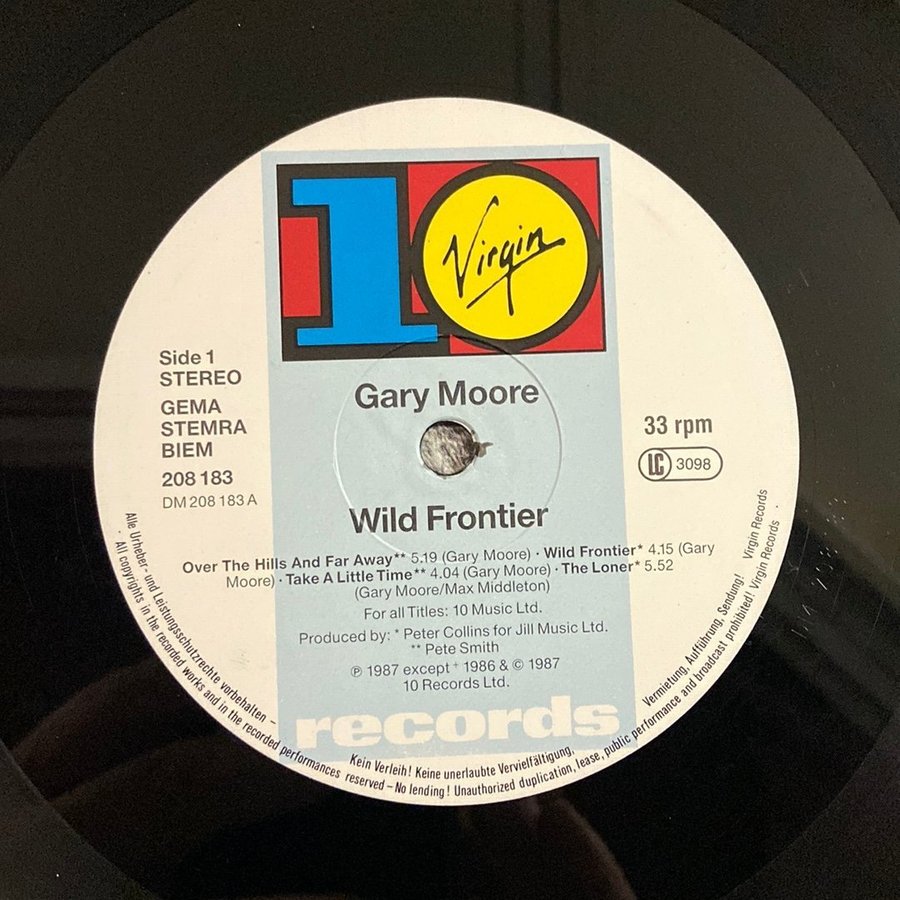 10
Virgin
Side 1
STEREO
GEMA
STEMRA
BIEM
208 183
DM 208 183 A
Gary Moore
33 rpm
LC 3098
Wild Frontier
Over The Hills And Far Away** 5.19 (Gary Moore) · Wild Frontier* 4.15 (Gary
Moore) · Take A Little Time** 4.04 (Gary Moore) · The Loner* 5.52
(Gary Moore/Max Middleton)
For all Titles: 10 Music Ltd.
Produced by: * Peter Collins for Jill Music Ltd.
** Pete Smith
℗ 1987 except + 1986 & © 1987
10 Records Ltd.
records
Alle Urheber- und Leistungsschutzrechte vorbehalten – Kein Verleih! Keine unerlaubte Vervielfältigung, Vermietung, Aufführung, Sendung! Virgin Records
· All copyrights in the recorded works and in the recorded performances reserved – No lending! Unauthorized duplication, lease, public performance and broadcast prohibited! Virgin Records ·